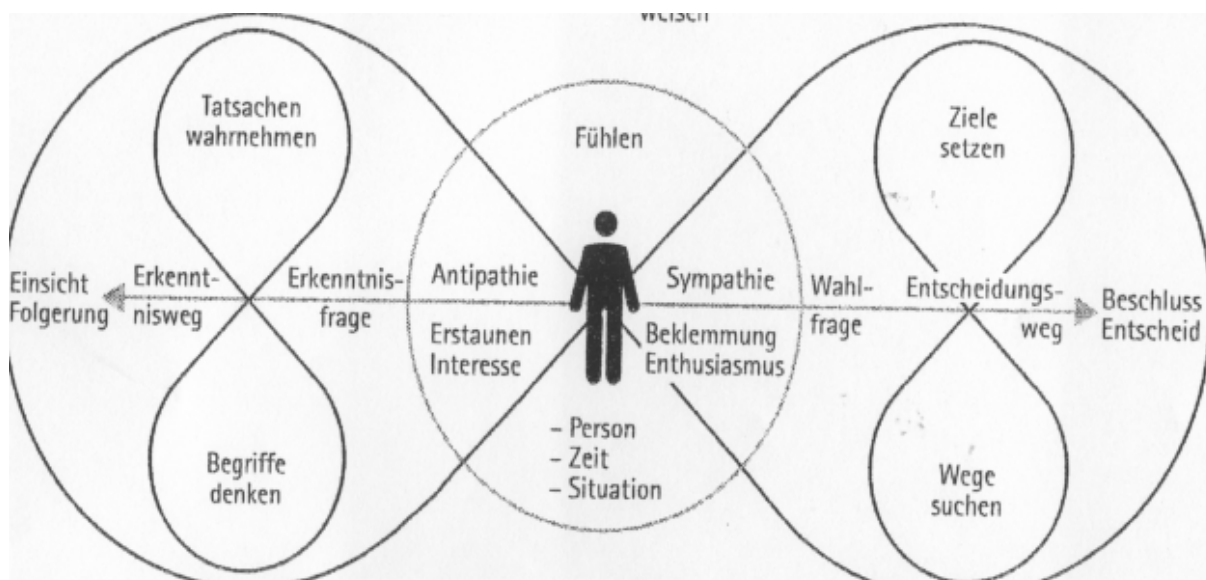 weisen
Tatsachen
wahrnehmen
Fühlen
Ziele
setzen
Einsicht
Folgerung
Erkennt-
nisweg
Erkenntnis-
frage
Antipathie
Erstaunen
Interesse
Sympathie
Beklemmung
Enthusiasmus
Wahl-
frage
Entscheidungs-
weg
Beschluss
Entscheid
Begriffe
denken
– Person
– Zeit
– Situation
Wege
suchen